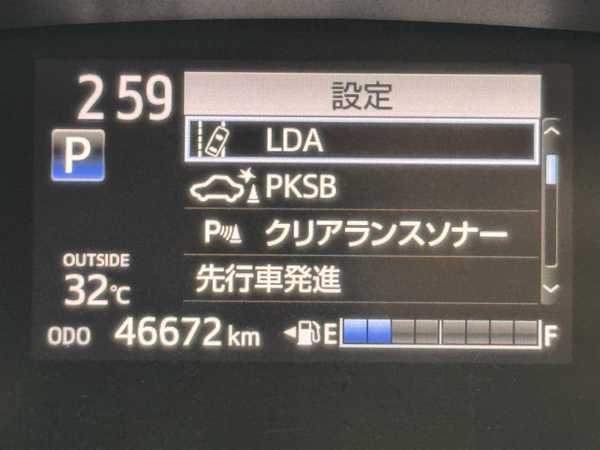 2 59
設定
P
LDA
PKSB
P クリアランスソナー
OUTSIDE
32℃
先行車発進
ODO 46672 km E F